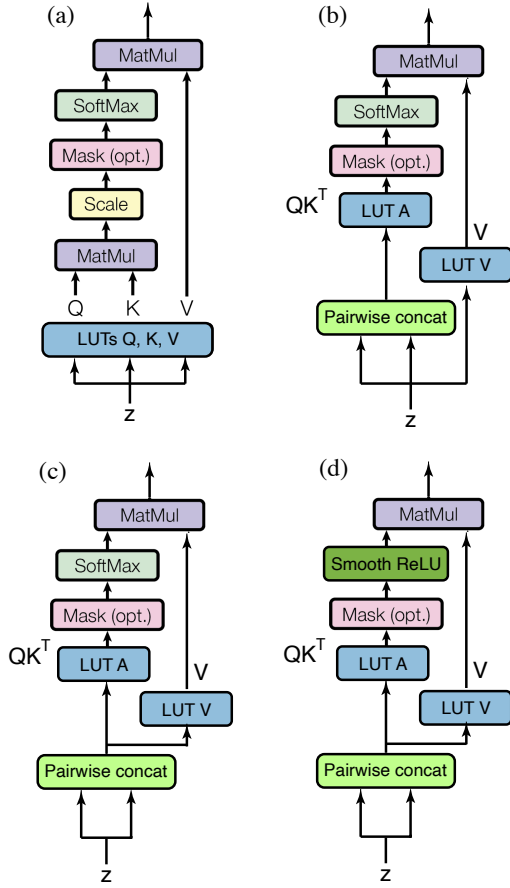 (a)
MatMul
SoftMax
Mask (opt.)
Scale
MatMul
Q K V
LUTs Q, K, V
z
(b)
MatMul
SoftMax
Mask (opt.)
QK^T LUT A
V
LUT V
Pairwise concat
z
(c)
MatMul
SoftMax
Mask (opt.)
QK^T LUT A
V
LUT V
Pairwise concat
z
(d)
MatMul
Smooth ReLU
Mask (opt.)
QK^T LUT A
V
LUT V
Pairwise concat
z